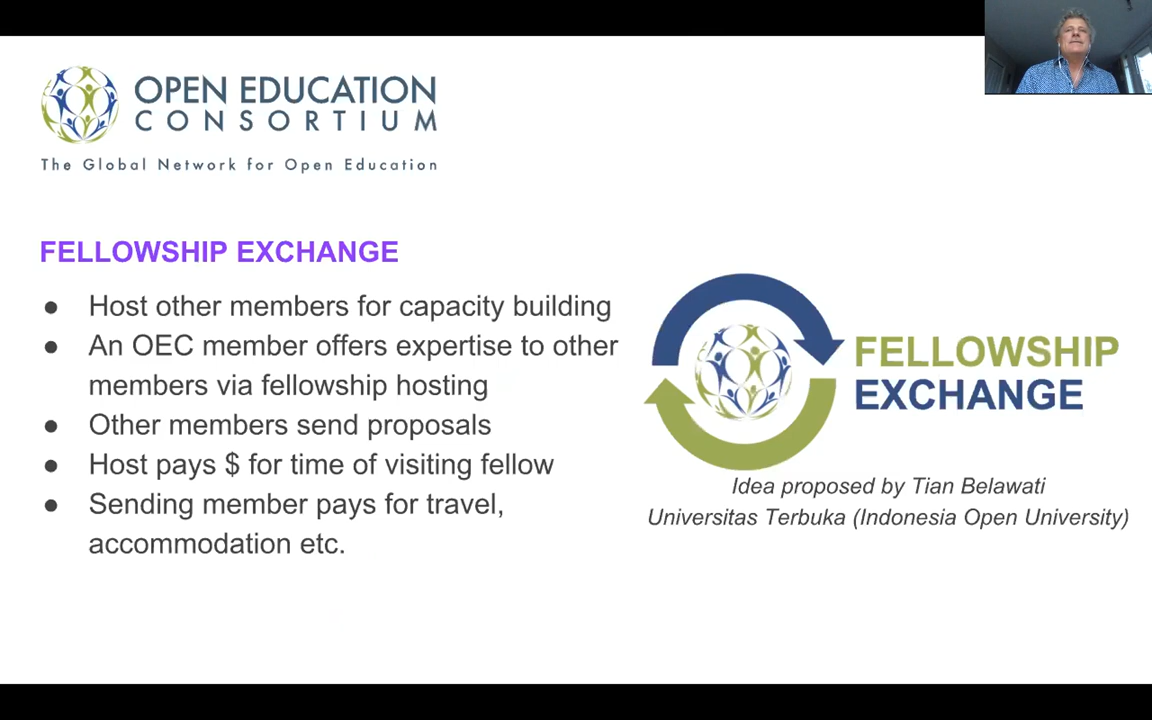 OPEN EDUCATION
CONSORTIUM
The Global Network for Open Education
FELLOWSHIP EXCHANGE
● Host other members for capacity building
● An OEC member offers expertise to other
members via fellowship hosting
● Other members send proposals
● Host pays $ for time of visiting fellow
● Sending member pays for travel,
accommodation etc.
FELLOWSHIP
EXCHANGE
Idea proposed by Tian Belawati
Universitas Terbuka (Indonesia Open University)